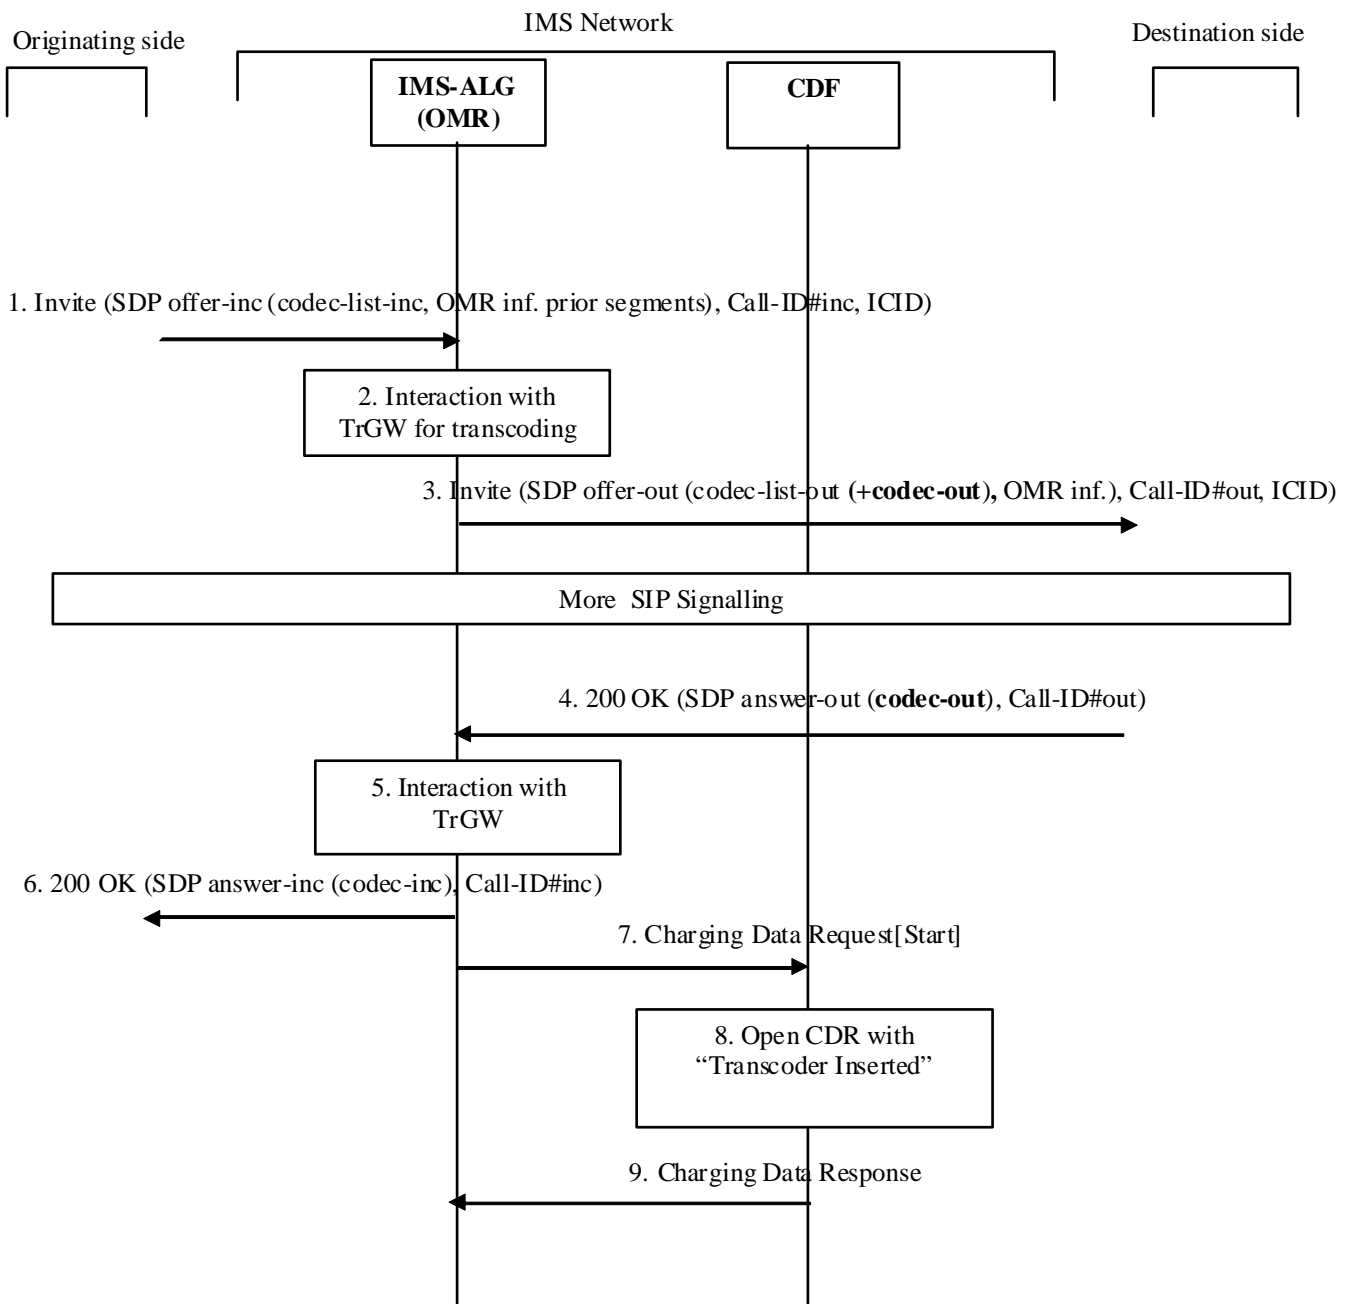 IMS Network
Originating side
Destination side
IMS-ALG
(OMR)
CDF
1. Invite (SDP offer-inc (codec-list-inc, OMR inf. prior segments), Call-ID#inc, ICID)
2. Interaction with
TrGW for transcoding
3. Invite (SDP offer-out (codec-list-out (+codec-out), OMR inf.), Call-ID#out, ICID)
More SIP Signalling
4. 200 OK (SDP answer-out (codec-out), Call-ID#out)
5. Interaction with
TrGW
6. 200 OK (SDP answer-inc (codec-inc), Call-ID#inc)
7. Charging Data Request[Start]
8. Open CDR with
“Transcoder Inserted”
9. Charging Data Response